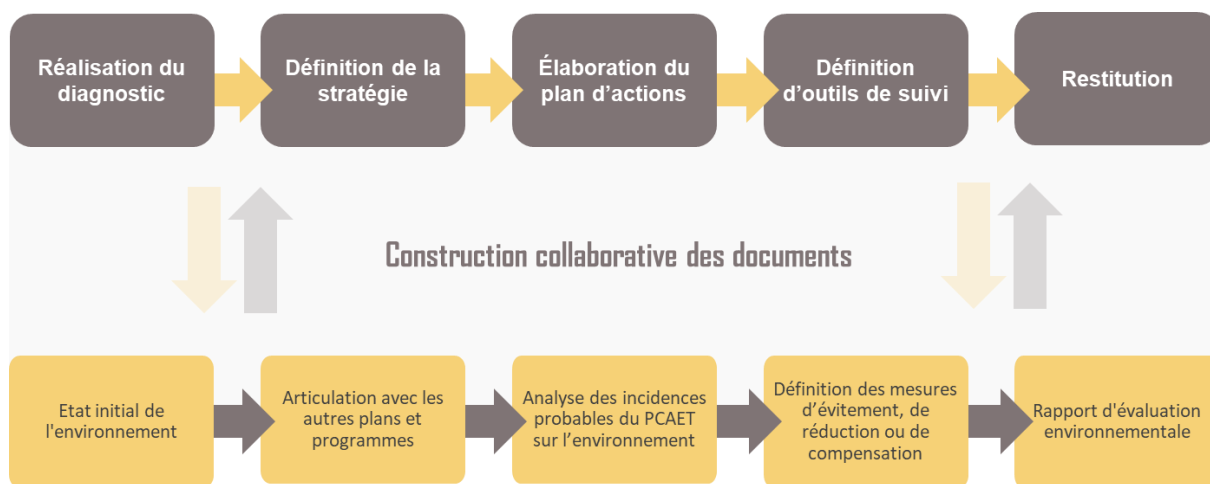 Réalisation du
diagnostic
Définition de la
stratégie
Élaboration du
plan d’actions
Définition
d’outils de suivi
Restitution
Construction collaborative des documents
Etat initial de
l'environnement
Articulation avec les
autres plans et
programmes
Analyse des incidences
probables du PCAET
sur l’environnement
Définition des mesures
d’évitement, de
réduction ou de
compensation
Rapport d'évaluation
environnementale